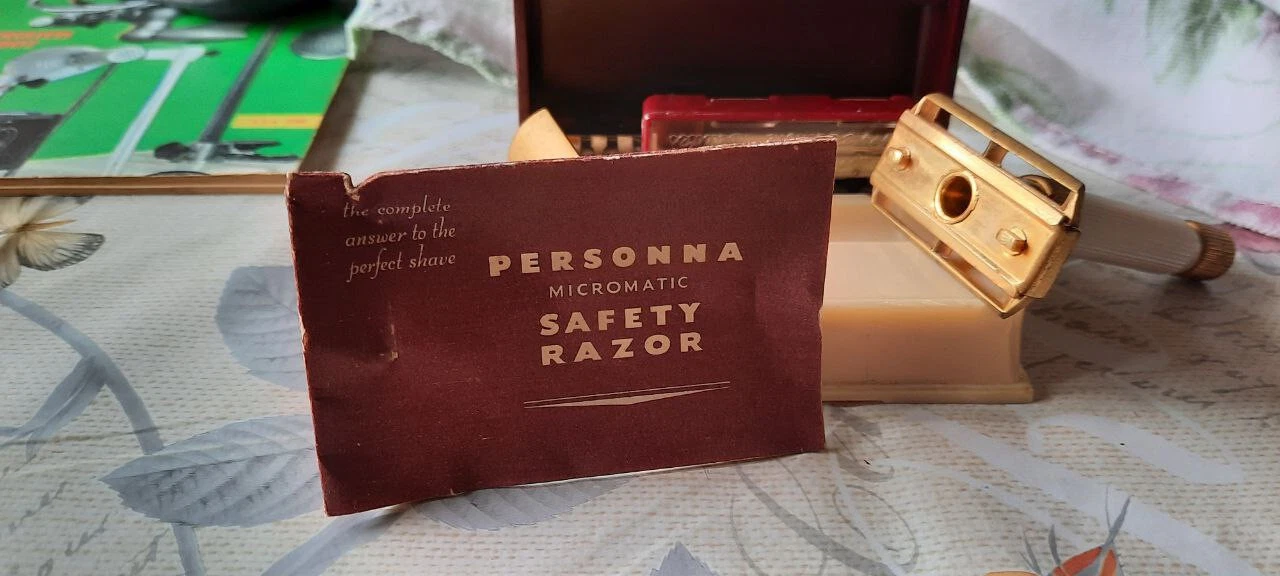 the complete
answer to the
perfect shave
PERSONNA
MICROMATIC
SAFETY
RAZOR